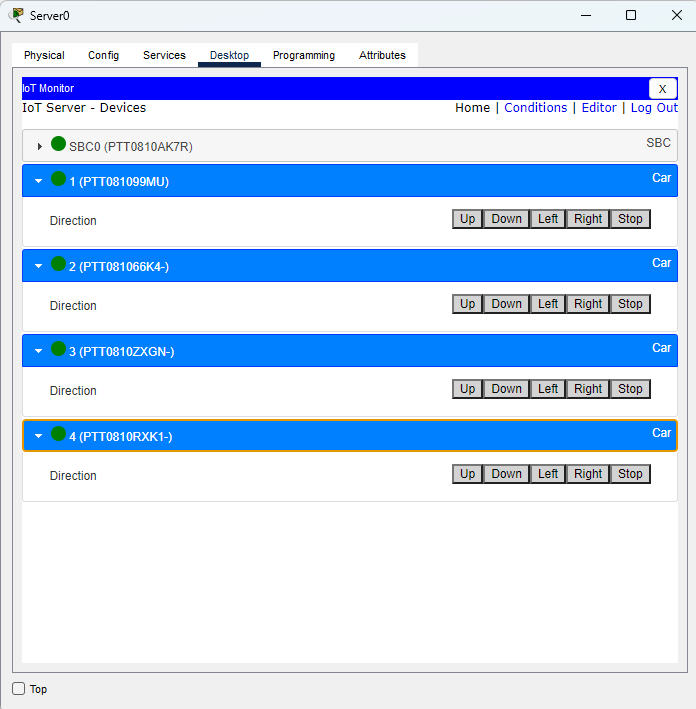 Server0
Physical Config Services Desktop Programming Attributes
IoT Monitor X
IoT Server - Devices Home | Conditions | Editor | Log Out
SBC0 (PTT0810AK7R) SBC
1 (PTT081099MU) Car
Direction Up Down Left Right Stop
2 (PTT081066K4-) Car
Direction Up Down Left Right Stop
3 (PTT0810ZXGN-) Car
Direction Up Down Left Right Stop
4 (PTT0810RXK1-) Car
Direction Up Down Left Right Stop
Top